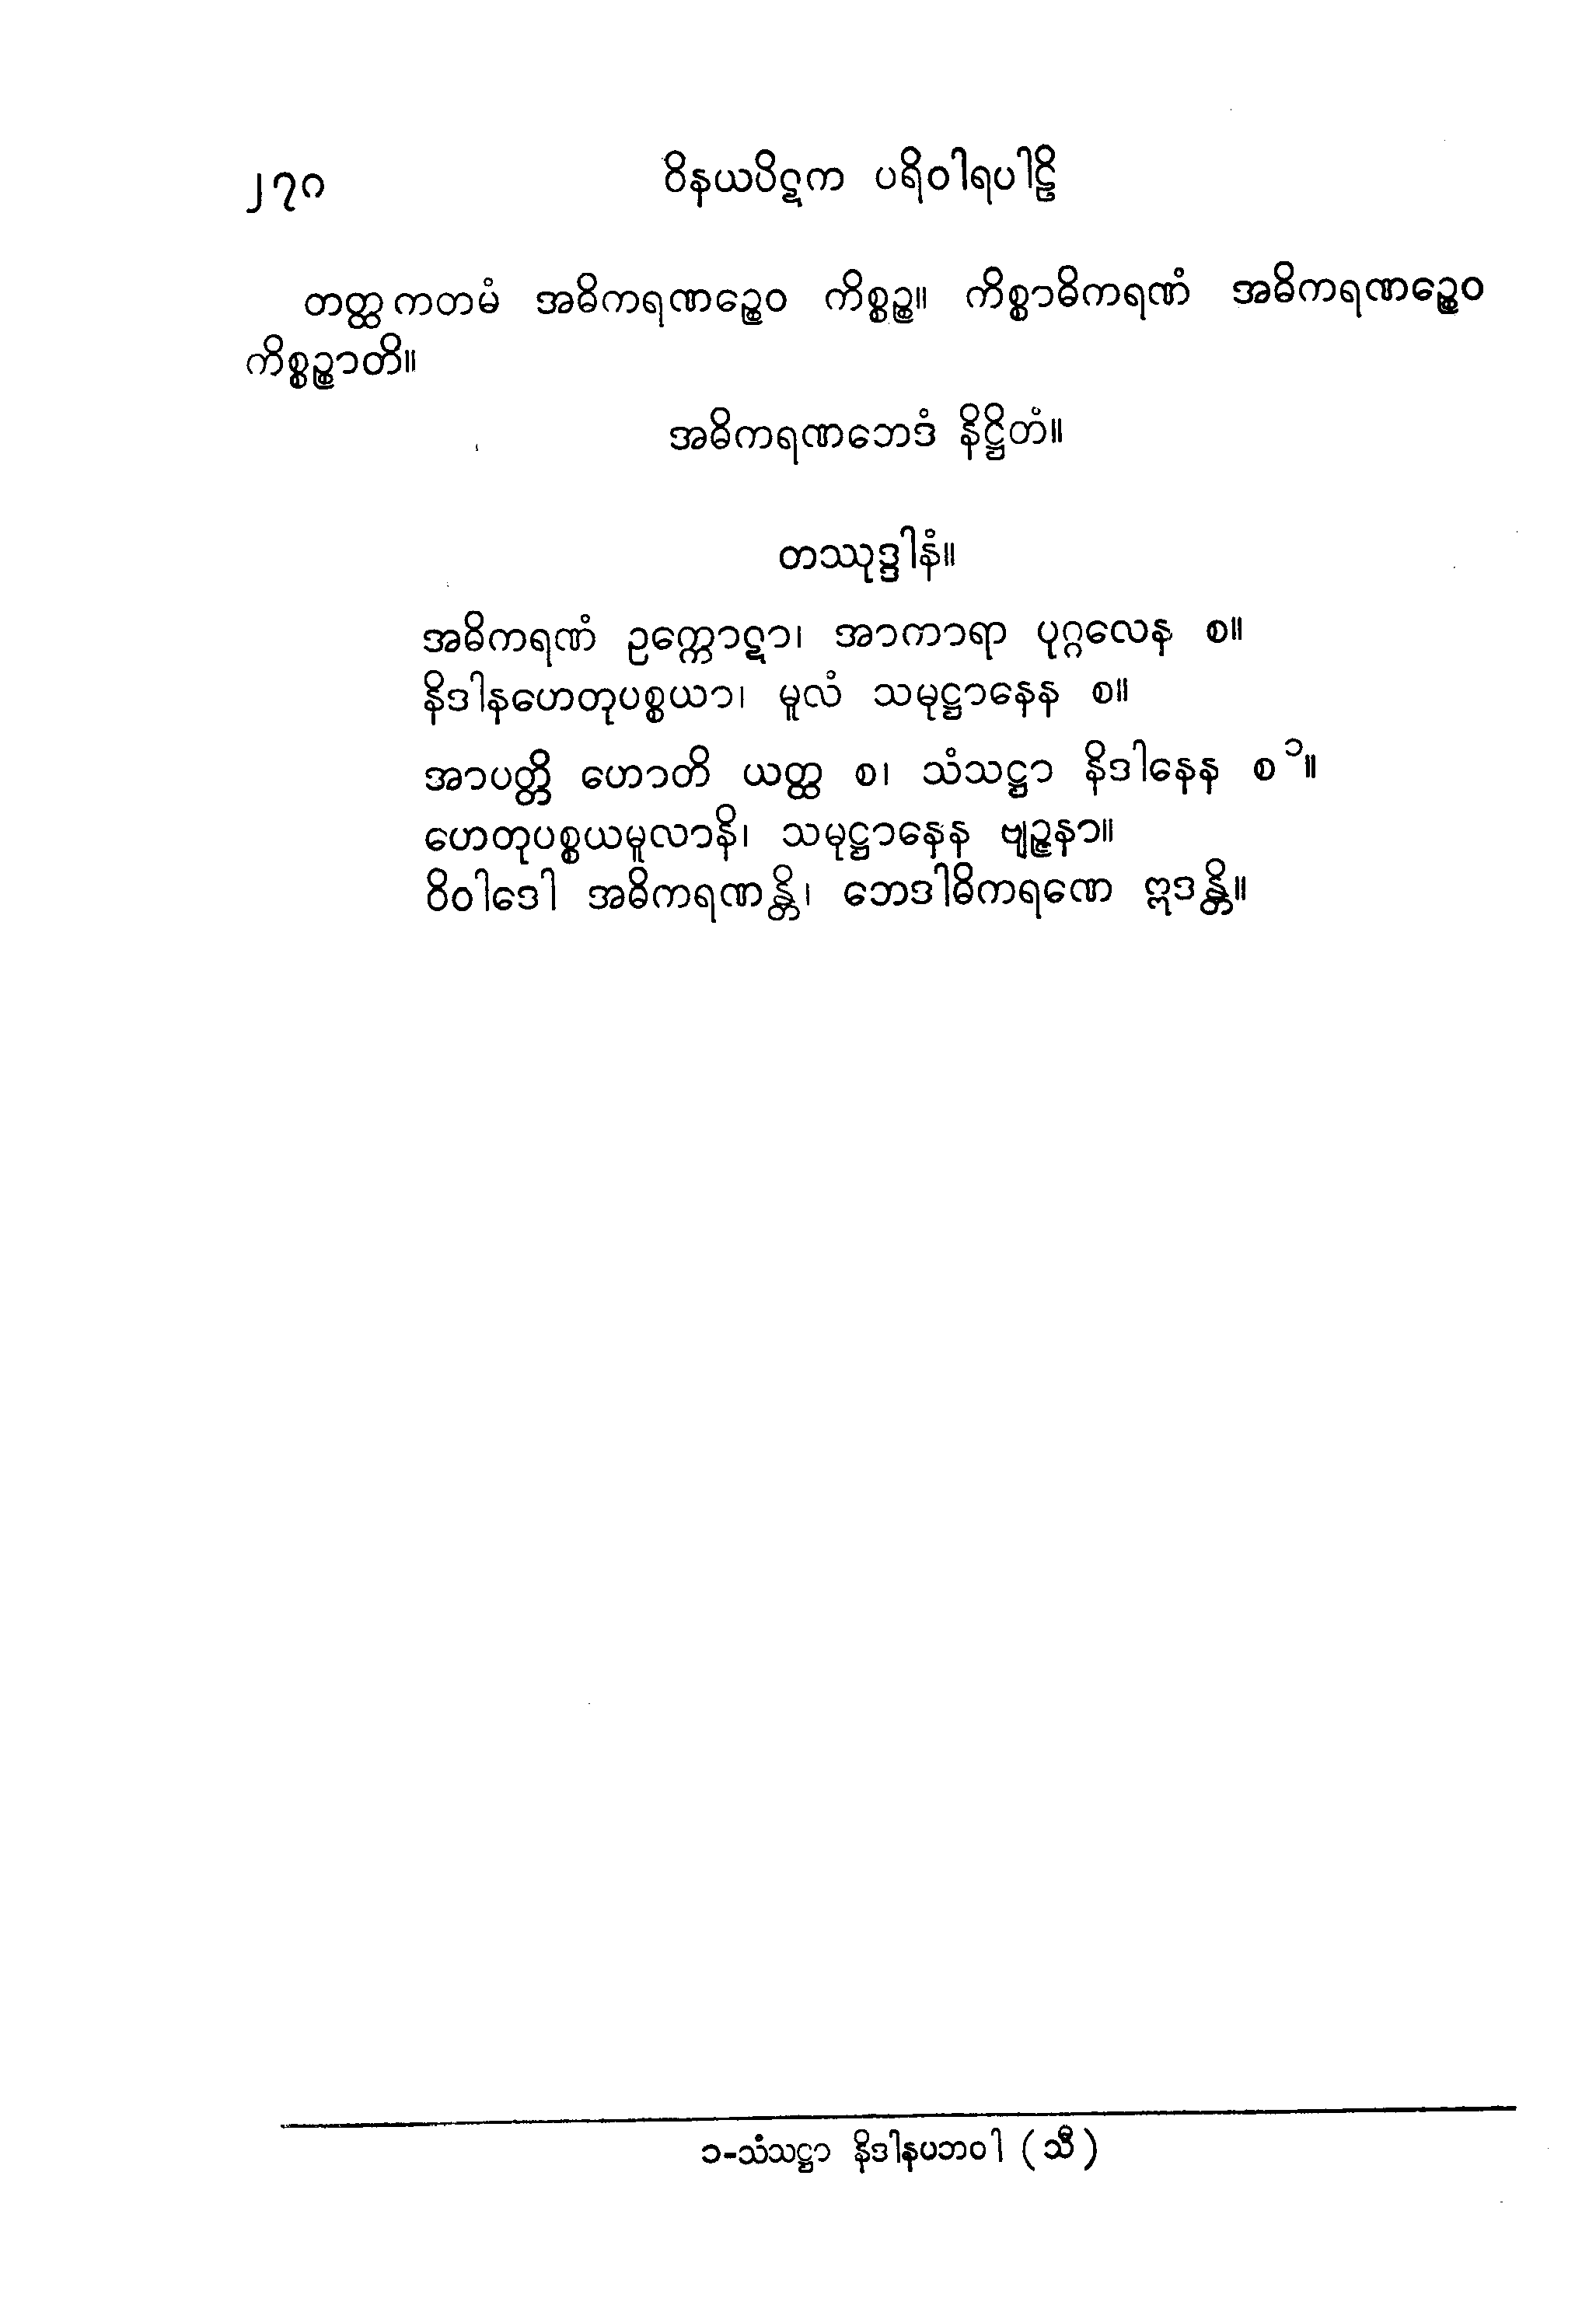 ၂၇၀ ဝိနယပိဋက ပရိဝါရပါဠိ
တတ္ထ ကတမံ အဓိကရဏဉ္စေဝ ကိစ္စဉ္စ။ ကိစ္စာဓိကရဏံ အဓိကရဏဉ္စေဝ
ကိစ္စဉ္စာတိ။
အဓိကရဏဘေဒံ နိဋ္ဌိတံ။
တဿုဒ္ဒါနံ။
အဓိကရဏံ ဥက္ကောဋာ၊ အာကာရာ ပုဂ္ဂလေန စ။
နိဒါနဟေတုပစ္စယာ၊ မူလံ သမုဋ္ဌာနေန စ။
အာပတ္တိ ဟောတိ ယတ္ထ စ၊ သံသဋ္ဌာ နိဒါနေန စ ၁။
ဟေတုပစ္စယမူလာနိ၊ သမုဋ္ဌာနေန ဗျဉ္ဇနာ။
ဝိဝါဒေါ အဓိကရဏန္တိ၊ ဘေဒါဓိကရဏေ ဣဒန္တိ။
၁-သံသဋ္ဌာ နိဒါနပဘဝါ (သီ)